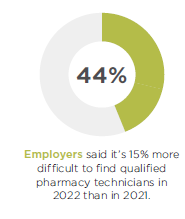 44%
Employers said it's 15% more
difficult to find qualified
pharmacy technicians in
2022 than in 2021.